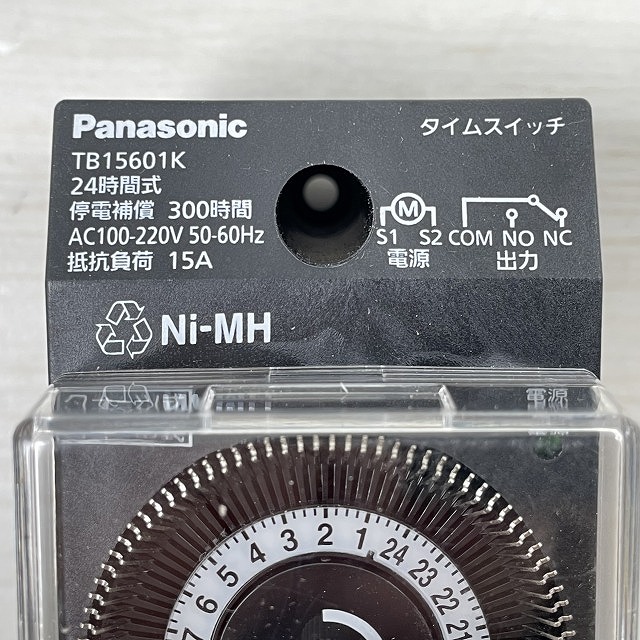 Panasonic
タイムスイッチ
TB15601K
24時間式
停電補償 300時間
AC100-220V 50-60Hz
抵抗負荷 15A
M
S1 S2 COM NO NC
電源 出力
Ni-MH
電源
7 6 5 4 3 2 1 24 23 22 21